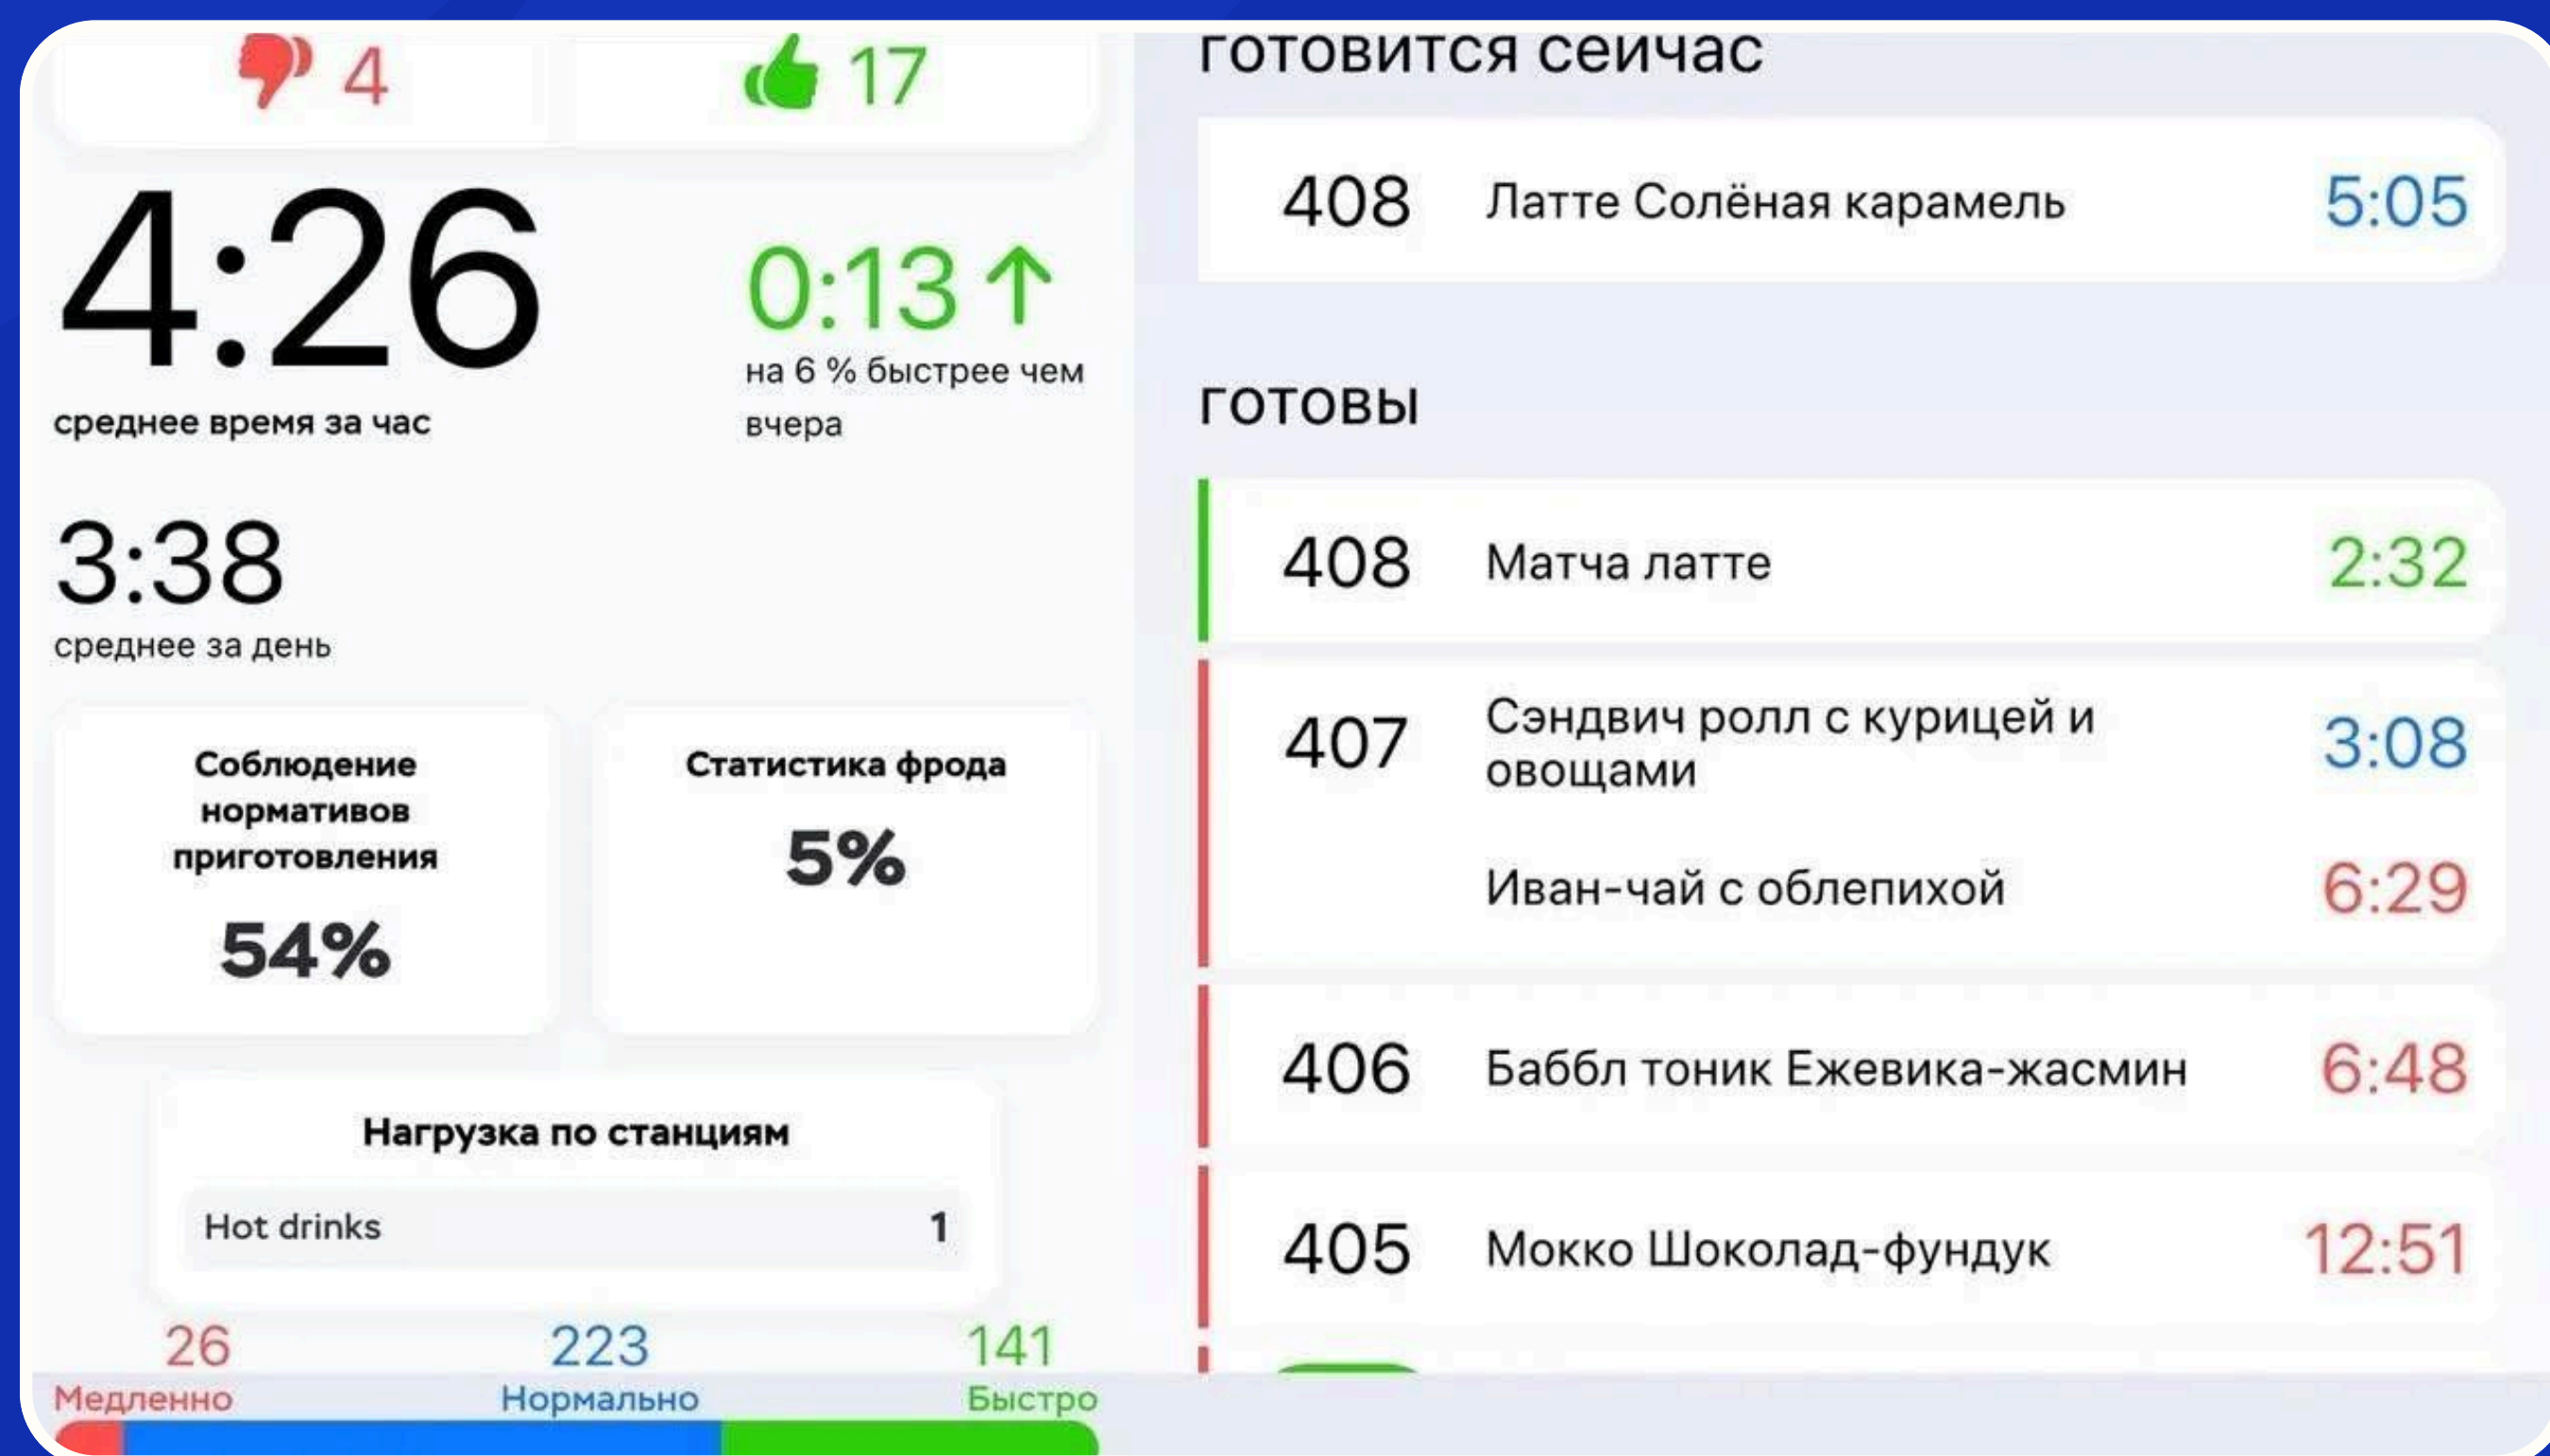 4
17
4:26
0:13↑
на 6 % быстрее чем
вчера
среднее время за час
3:38
среднее за день
Соблюдение
нормативов
приготовления
54%
Статистика фрода
5%
Нагрузка по станциям
Hot drinks 1
26 223 141
Медленно Нормально Быстро
готовится сейчас
408 Латте Солёная карамель 5:05
готовы
408 Матча латте 2:32
407 Сэндвич ролл с курицей и
овощами 3:08
Иван-чай с облепихой 6:29
406 Баббл тоник Ежевика-жасмин 6:48
405 Мокко Шоколад-фундук 12:51